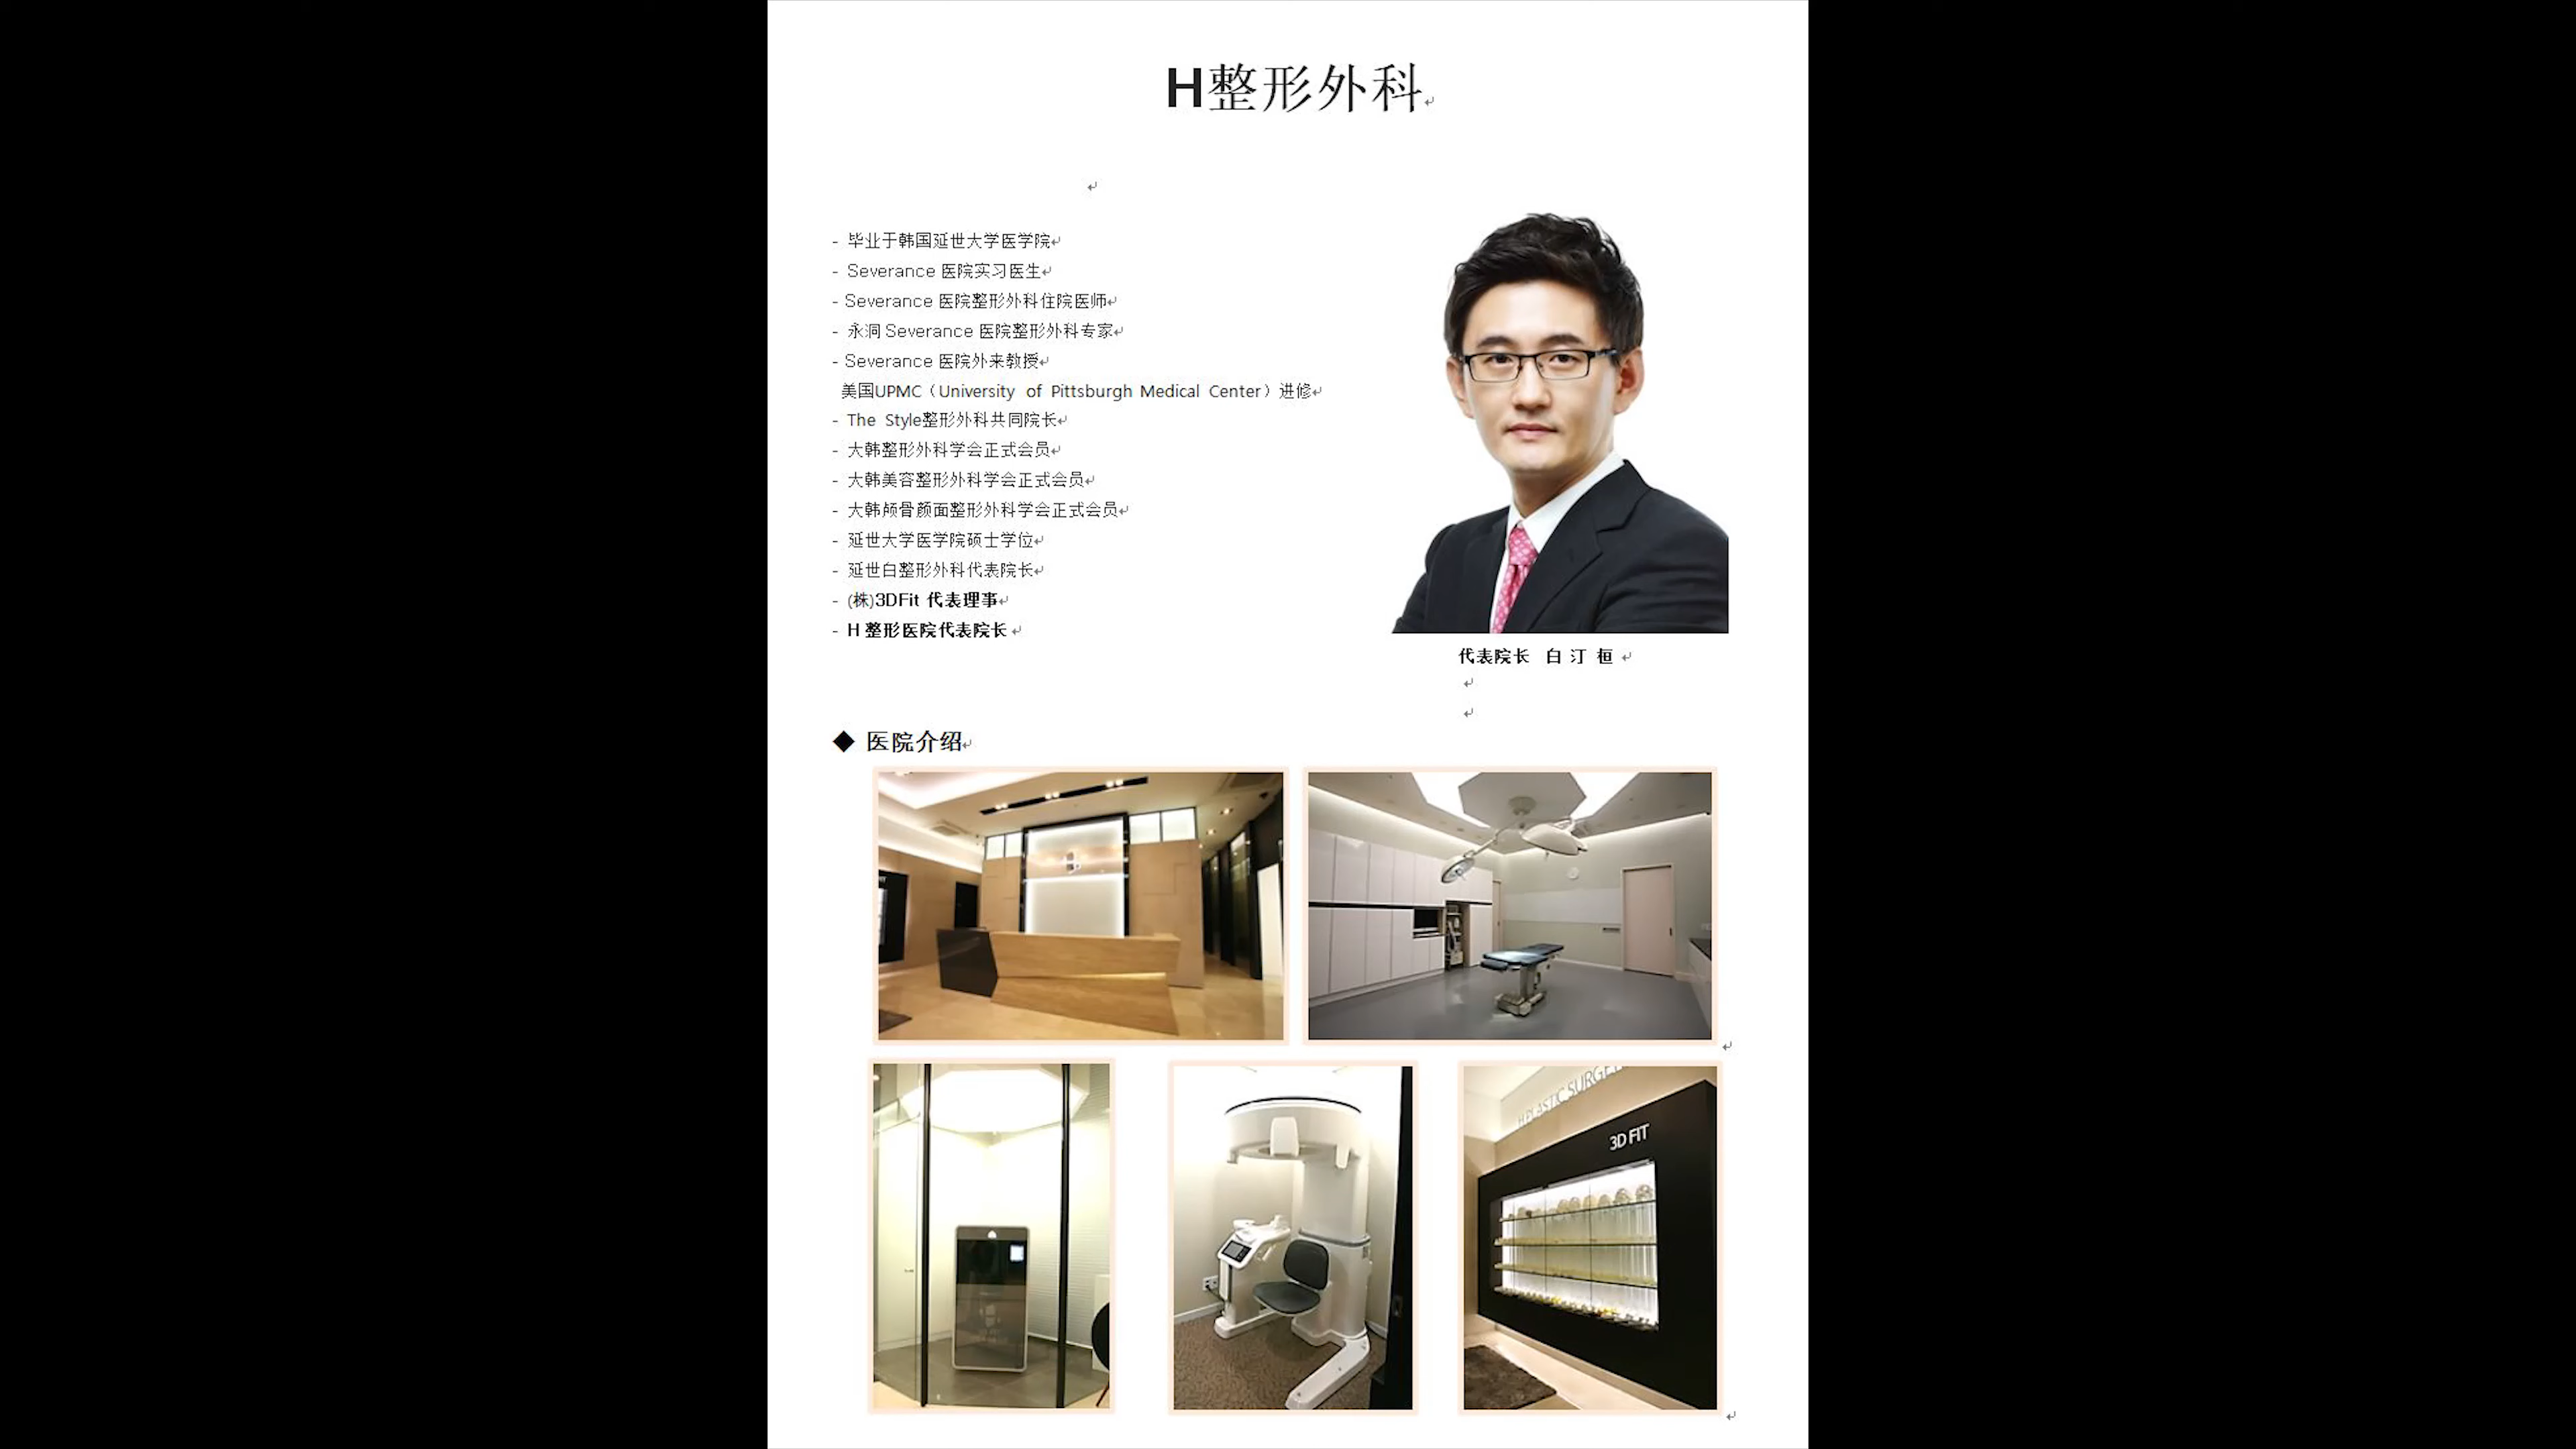 H整形外科
- 毕业于韩国延世大学医学院
- Severance 医院实习医生
- Severance 医院整形外科住院医师
- 永洞 Severance 医院整形外科专家
- Severance 医院外来教授
美国UPMC（University of Pittsburgh Medical Center）进修
- The Style整形外科共同院长
- 大韩整形外科学会正式会员
- 大韩美容整形外科学会正式会员
- 大韩颅骨颜面整形外科学会正式会员
- 延世大学医学院硕士学位
- 延世白整形外科代表院长
- (株)3DFit 代表理事
- H 整形医院代表院长
代表院长 白 汀 桓
◆ 医院介绍
H PLASTIC SURGERY
3D FIT